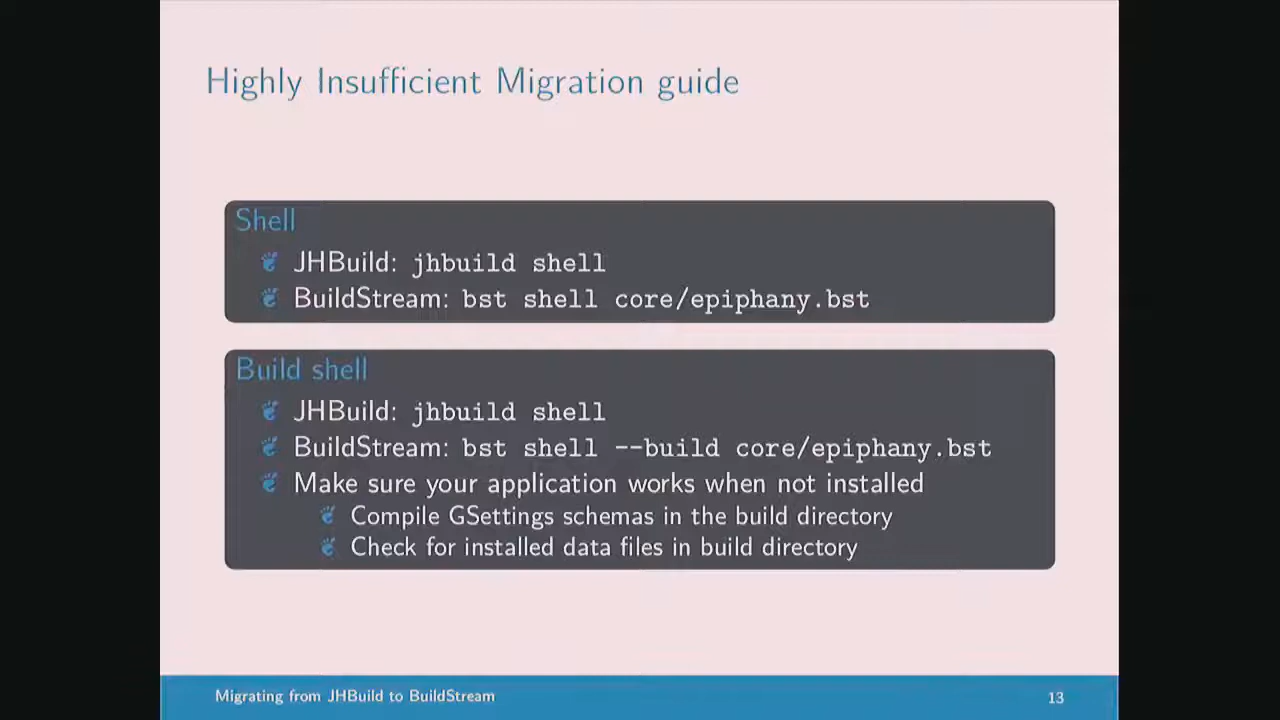 Highly Insufficient Migration guide
Shell
JHBuild: jhbuild shell
BuildStream: bst shell core/epiphany.bst
Build shell
JHBuild: jhbuild shell
BuildStream: bst shell --build core/epiphany.bst
Make sure your application works when not installed
Compile GSettings schemas in the build directory
Check for installed data files in build directory
Migrating from JHBuild to BuildStream 13